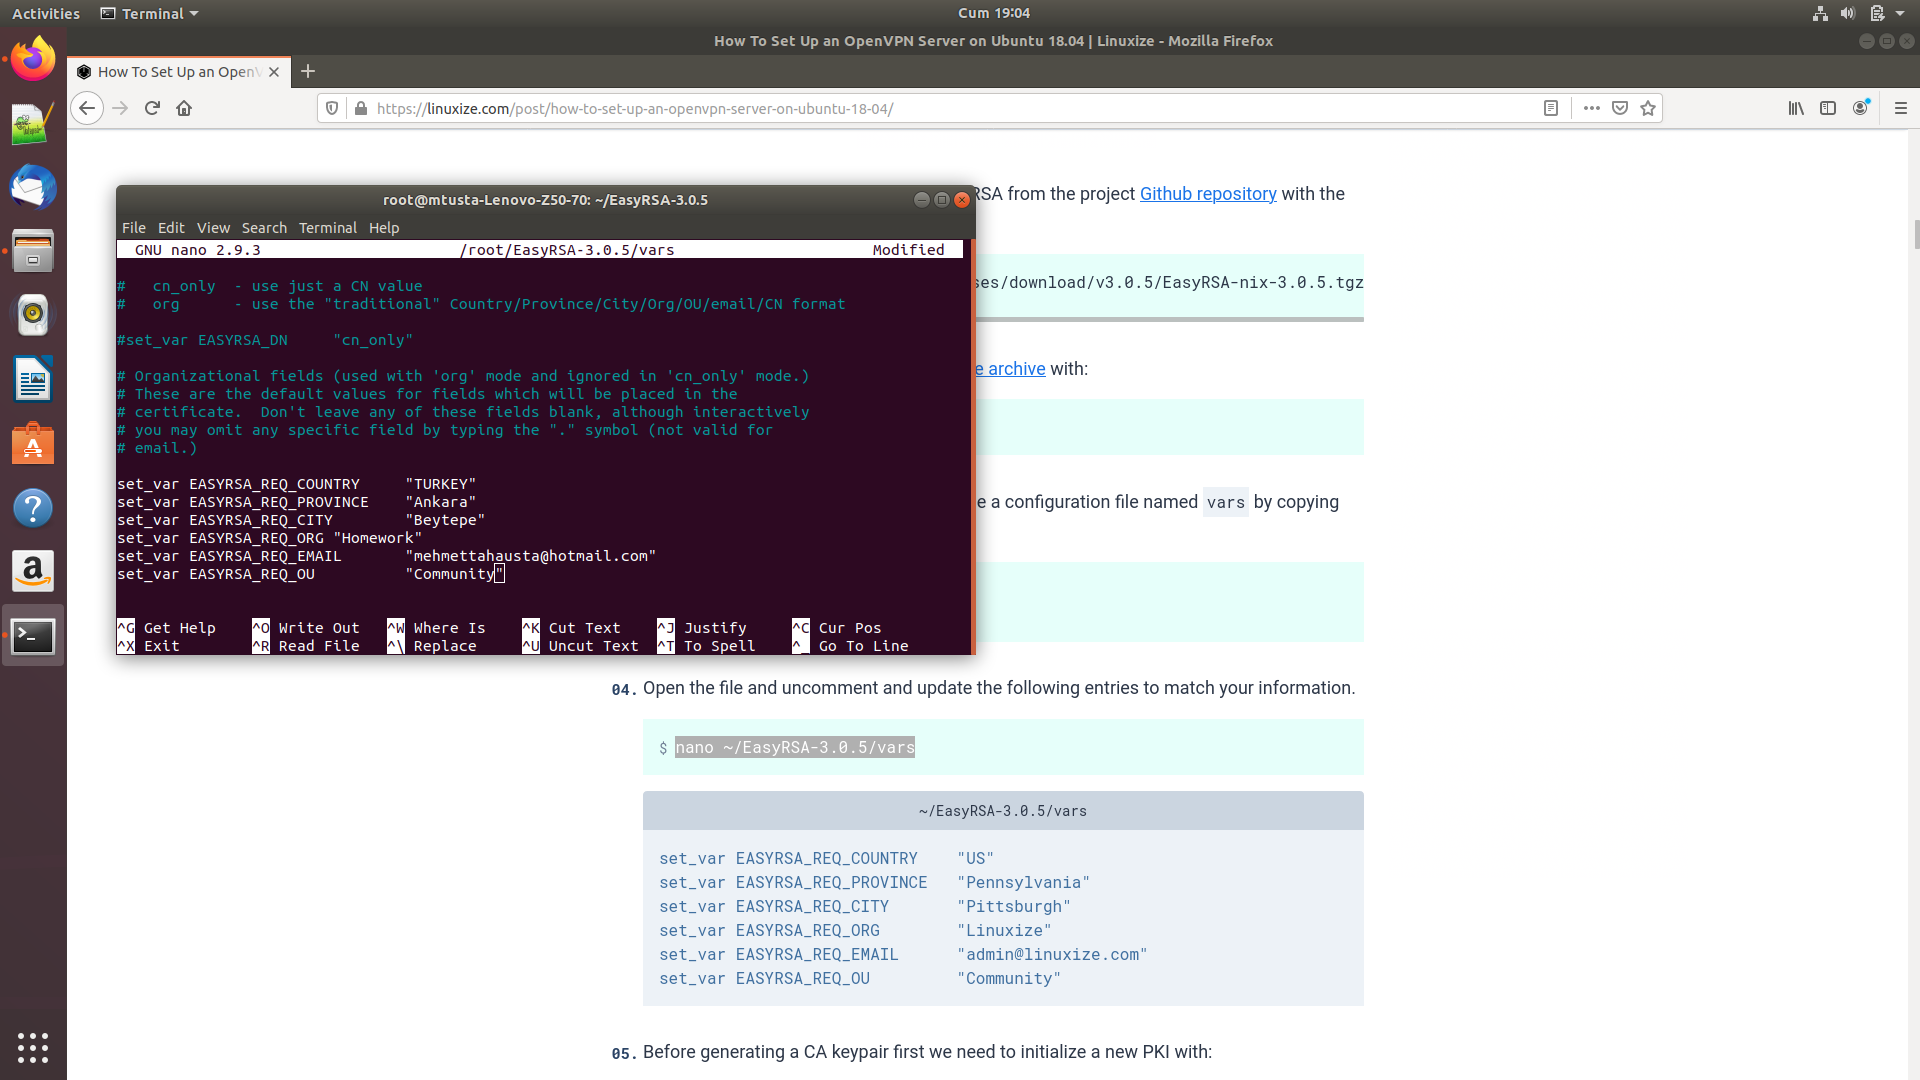 Activities Terminal Cum 19:04
How To Set Up an OpenVPN Server on Ubuntu 18.04 | Linuxize - Mozilla Firefox
How To Set Up an OpenV
https://linuxize.com/post/how-to-set-up-an-openvpn-server-on-ubuntu-18-04/
RSA from the project Github repository with the
ses/download/v3.0.5/EasyRSA-nix-3.0.5.tgz
e archive with:
e a configuration file named vars by copying
root@mtusta-Lenovo-Z50-70: ~/EasyRSA-3.0.5
File Edit View Search Terminal Help
GNU nano 2.9.3 /root/EasyRSA-3.0.5/vars Modified
#   cn_only  - use just a CN value
#   org      - use the "traditional" Country/Province/City/Org/OU/email/CN format
#set_var EASYRSA_DN     "cn_only"
# Organizational fields (used with 'org' mode and ignored in 'cn_only' mode.)
# These are the default values for fields which will be placed in the
# certificate.  Don't leave any of these fields blank, although interactively
# you may omit any specific field by typing the "." symbol (not valid for
# email.)
set_var EASYRSA_REQ_COUNTRY     "TURKEY"
set_var EASYRSA_REQ_PROVINCE    "Ankara"
set_var EASYRSA_REQ_CITY        "Beytepe"
set_var EASYRSA_REQ_ORG "Homework"
set_var EASYRSA_REQ_EMAIL       "mehmettahausta@hotmail.com"
set_var EASYRSA_REQ_OU          "Community"
^G Get Help ^O Write Out ^W Where Is ^K Cut Text ^J Justify ^C Cur Pos
^X Exit ^R Read File ^\ Replace ^U Uncut Text ^T To Spell ^_ Go To Line
04. Open the file and uncomment and update the following entries to match your information.
$ nano ~/EasyRSA-3.0.5/vars
~/EasyRSA-3.0.5/vars
set_var EASYRSA_REQ_COUNTRY    "US"
set_var EASYRSA_REQ_PROVINCE   "Pennsylvania"
set_var EASYRSA_REQ_CITY       "Pittsburgh"
set_var EASYRSA_REQ_ORG        "Linuxize"
set_var EASYRSA_REQ_EMAIL      "admin@linuxize.com"
set_var EASYRSA_REQ_OU         "Community"
05. Before generating a CA keypair first we need to initialize a new PKI with: